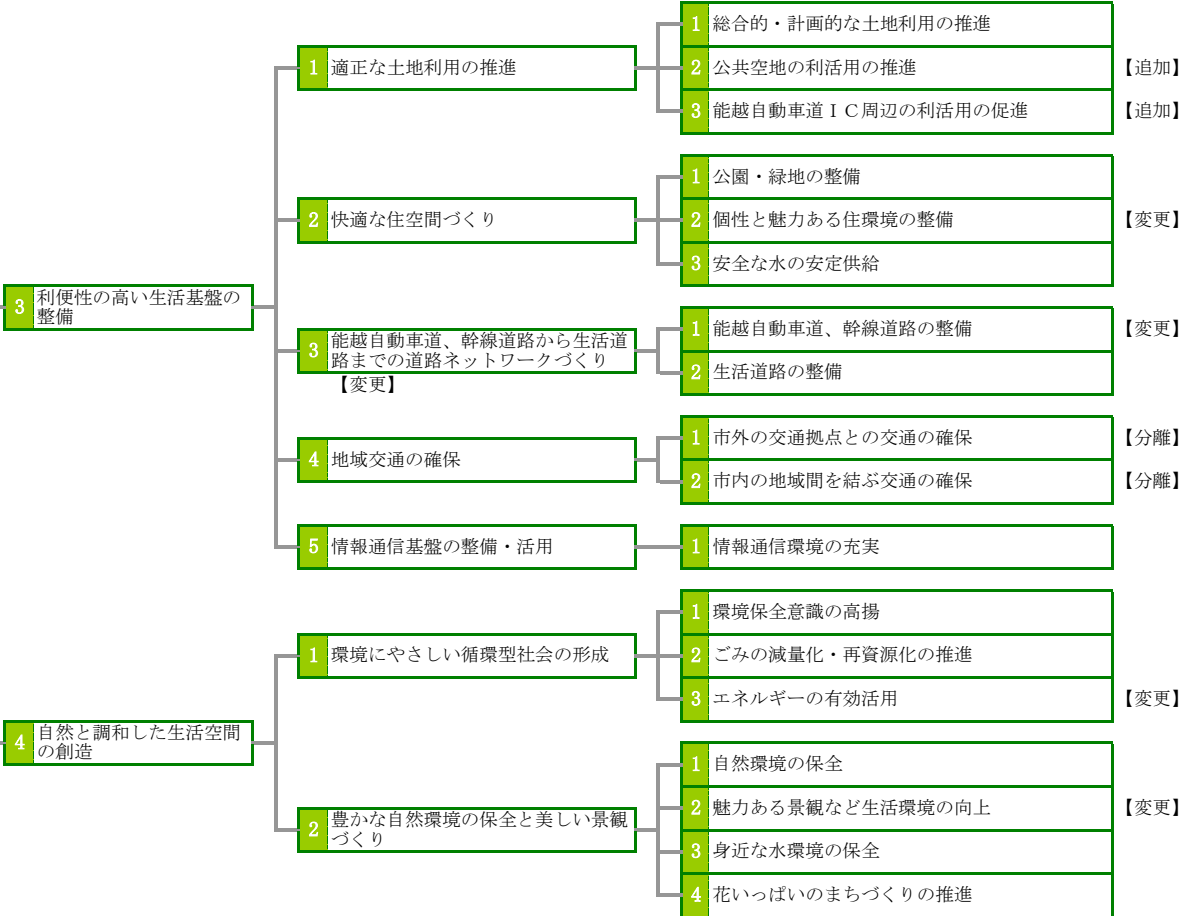 3 利便性の高い生活基盤の
整備
1 適正な土地利用の推進
1 総合的・計画的な土地利用の推進
2 公共空地の利活用の推進 【追加】
3 能越自動車道ＩＣ周辺の利活用の促進 【追加】
2 快適な住空間づくり
1 公園・緑地の整備
2 個性と魅力ある住環境の整備 【変更】
3 安全な水の安定供給
3 能越自動車道、幹線道路から生活道
路までの道路ネットワークづくり
【変更】
1 能越自動車道、幹線道路の整備 【変更】
2 生活道路の整備
4 地域交通の確保
1 市外の交通拠点との交通の確保 【分離】
2 市内の地域間を結ぶ交通の確保 【分離】
5 情報通信基盤の整備・活用
1 情報通信環境の充実
4 自然と調和した生活空間
の創造
1 環境にやさしい循環型社会の形成
1 環境保全意識の高揚
2 ごみの減量化・再資源化の推進
3 エネルギーの有効活用 【変更】
2 豊かな自然環境の保全と美しい景観
づくり
1 自然環境の保全
2 魅力ある景観など生活環境の向上 【変更】
3 身近な水環境の保全
4 花いっぱいのまちづくりの推進